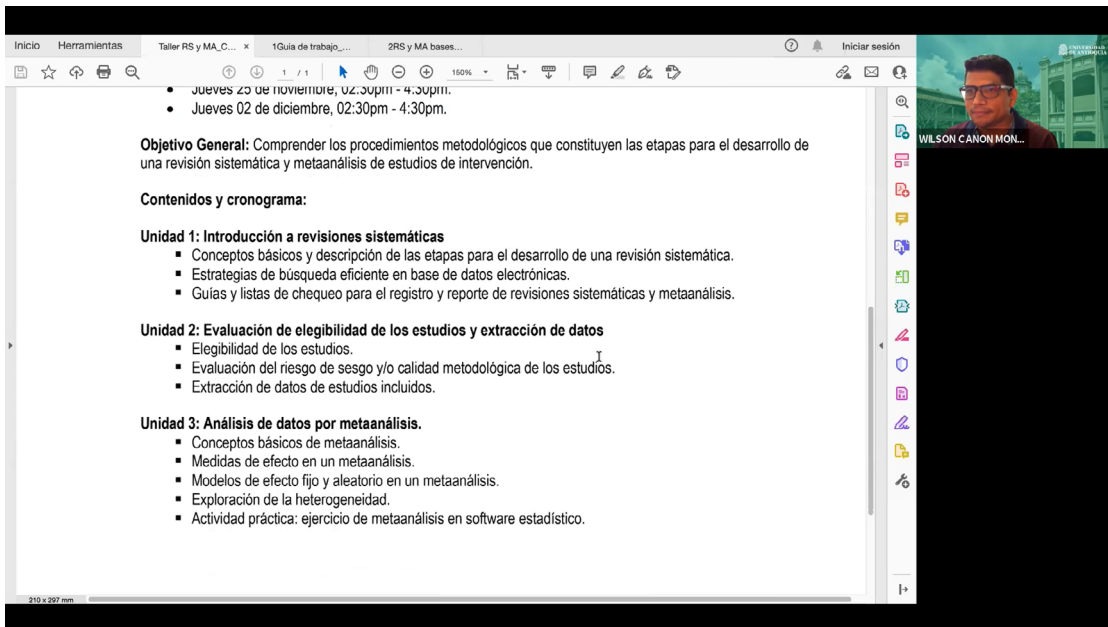 Inicio Herramientas Taller RS y MA_C... × 1Guia de trabajo_... 2RS y MA bases... Iniciar sesión
1 / 1 150%
UNIVERSIDAD
DE ANTIOQUIA
WILSON CANON MON...
• Jueves 25 de noviembre, 02:30pm - 4:30pm.
• Jueves 02 de diciembre, 02:30pm - 4:30pm.
Objetivo General: Comprender los procedimientos metodológicos que constituyen las etapas para el desarrollo de
una revisión sistemática y metaanálisis de estudios de intervención.
Contenidos y cronograma:
Unidad 1: Introducción a revisiones sistemáticas
▪ Conceptos básicos y descripción de las etapas para el desarrollo de una revisión sistemática.
▪ Estrategias de búsqueda eficiente en base de datos electrónicas.
▪ Guías y listas de chequeo para el registro y reporte de revisiones sistemáticas y metaanálisis.
Unidad 2: Evaluación de elegibilidad de los estudios y extracción de datos
▪ Elegibilidad de los estudios.
▪ Evaluación del riesgo de sesgo y/o calidad metodológica de los estudios.
▪ Extracción de datos de estudios incluidos.
Unidad 3: Análisis de datos por metaanálisis.
▪ Conceptos básicos de metaanálisis.
▪ Medidas de efecto en un metaanálisis.
▪ Modelos de efecto fijo y aleatorio en un metaanálisis.
▪ Exploración de la heterogeneidad.
▪ Actividad práctica: ejercicio de metaanálisis en software estadístico.
210 x 297 mm